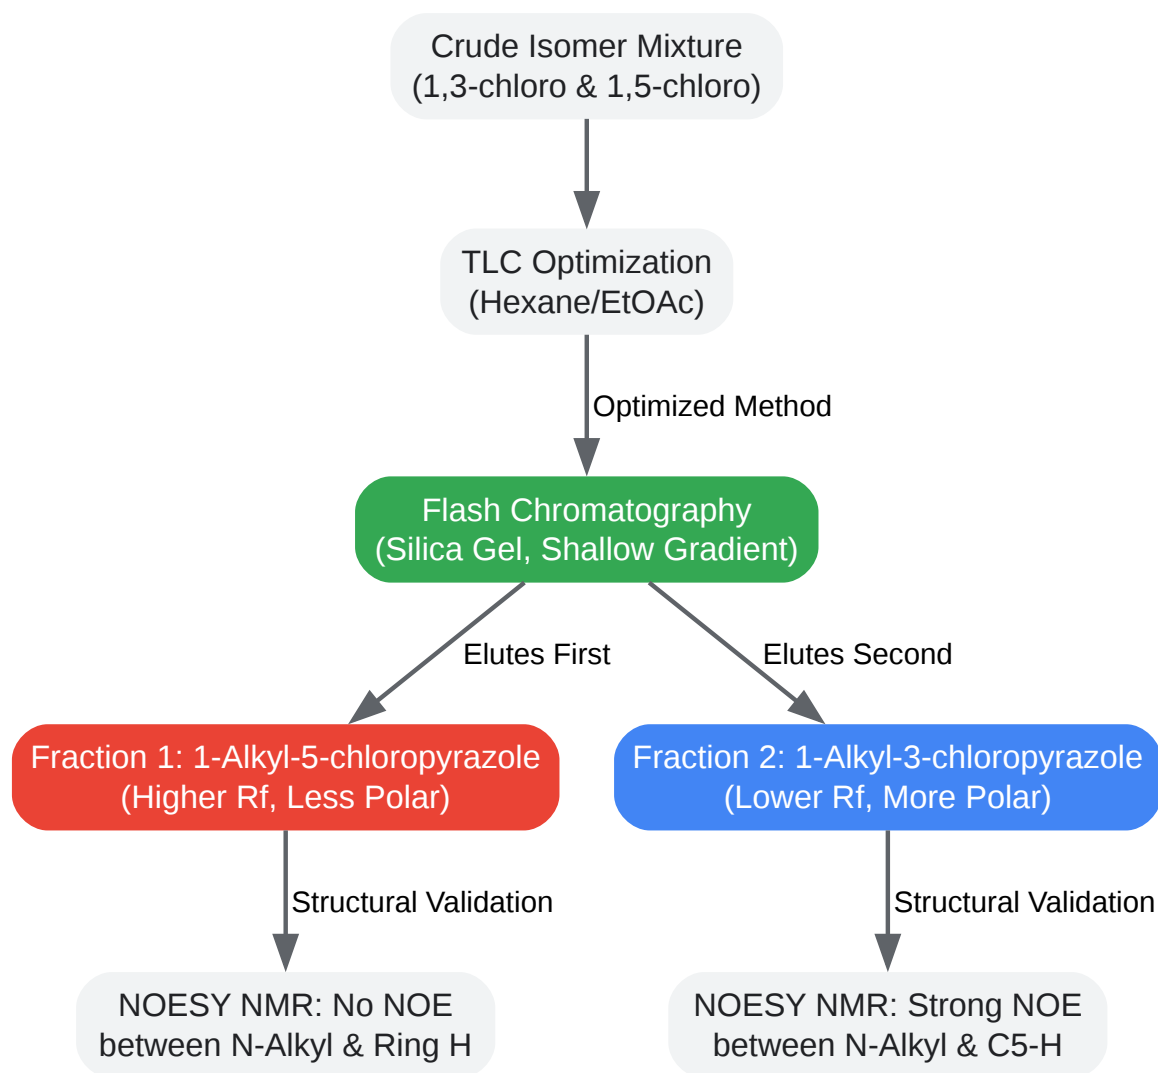 Crude Isomer Mixture
(1,3-chloro & 1,5-chloro)
TLC Optimization
(Hexane/EtOAc)
Optimized Method
Flash Chromatography
(Silica Gel, Shallow Gradient)
Elutes First
Elutes Second
Fraction 1: 1-Alkyl-5-chloropyrazole
(Higher Rf, Less Polar)
Fraction 2: 1-Alkyl-3-chloropyrazole
(Lower Rf, More Polar)
Structural Validation
Structural Validation
NOESY NMR: No NOE
between N-Alkyl & Ring H
NOESY NMR: Strong NOE
between N-Alkyl & C5-H